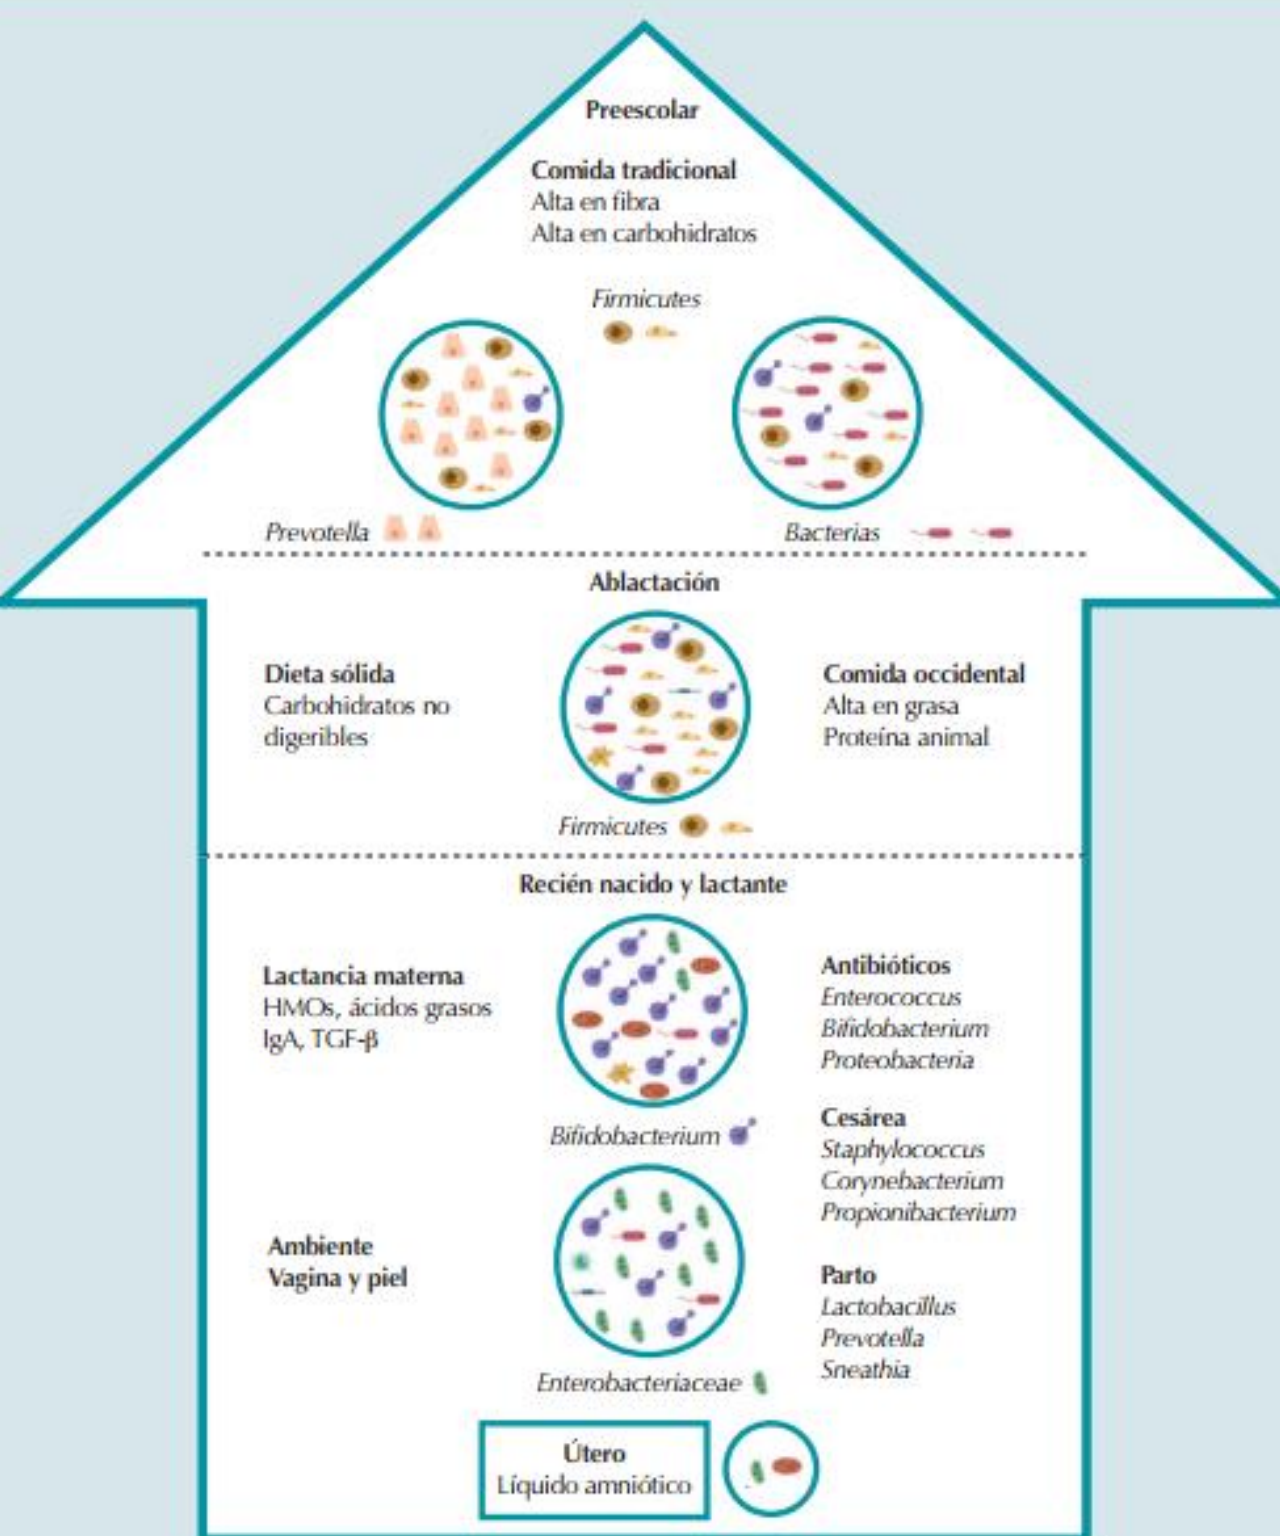 Preescolar
Comida tradicional
Alta en fibra
Alta en carbohidratos
Firmicutes
Prevotella
Bacterias
Ablactación
Dieta sólida
Carbohidratos no
digeribles
Comida occidental
Alta en grasa
Proteína animal
Firmicutes
Recién nacido y lactante
Lactancia materna
HMOs, ácidos grasos
IgA, TGF-β
Antibióticos
Enterococcus
Bifidobacterium
Proteobacteria
Bifidobacterium
Cesárea
Staphylococcus
Corynebacterium
Propionibacterium
Ambiente
Vagina y piel
Parto
Lactobacillus
Prevotella
Sneathia
Enterobacteriaceae
Útero
Líquido amniótico